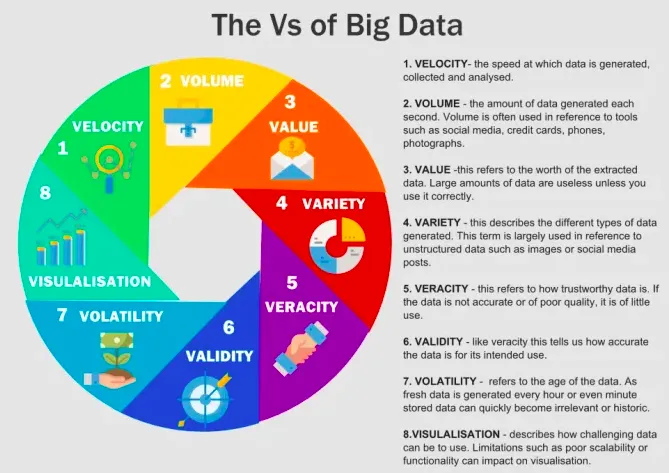 The Vs of Big Data
1
VELOCITY
2 VOLUME
3
VALUE
4 VARIETY
5
VERACITY
6
VALIDITY
7 VOLATILITY
8
VISULALISATION
1. VELOCITY- the speed at which data is generated,
collected and analysed.
2. VOLUME - the amount of data generated each
second. Volume is often used in reference to tools
such as social media, credit cards, phones,
photographs.
3. VALUE -this refers to the worth of the extracted
data. Large amounts of data are useless unless you
use it correctly.
4. VARIETY - this describes the different types of data
generated. This term is largely used in reference to
unstructured data such as images or social media
posts.
5. VERACITY - this refers to how trustworthy data is. If
the data is not accurate or of poor quality, it is of little
use.
6. VALIDITY - like veracity this tells us how accurate
the data is for its intended use.
7. VOLATILITY - refers to the age of the data. As
fresh data is generated every hour or even minute
stored data can quickly become irrelevant or historic.
8.VISULALISATION - describes how challenging data
can be to use. Limitations such as poor scalability or
functionality can impact on visualisation.